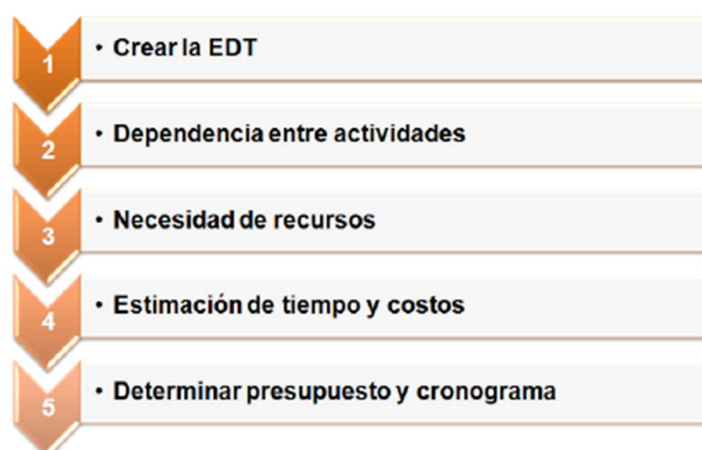 1 • Crear la EDT
2 • Dependencia entre actividades
3 • Necesidad de recursos
4 • Estimación de tiempo y costos
5 • Determinar presupuesto y cronograma